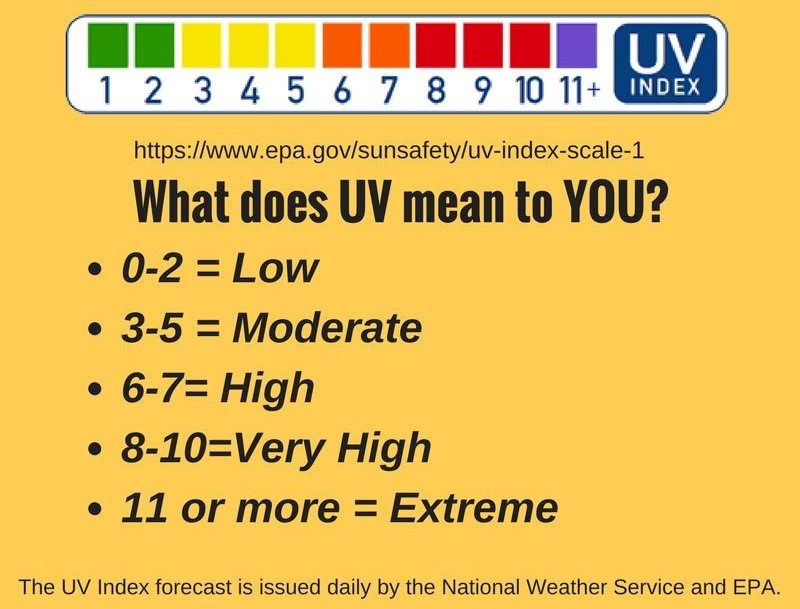 1 2 3 4 5 6 7 8 9 10 11+
UV
INDEX
https://www.epa.gov/sunsafety/uv-index-scale-1
What does UV mean to YOU?
• 0-2 = Low
• 3-5 = Moderate
• 6-7= High
• 8-10=Very High
• 11 or more = Extreme
The UV Index forecast is issued daily by the National Weather Service and EPA.